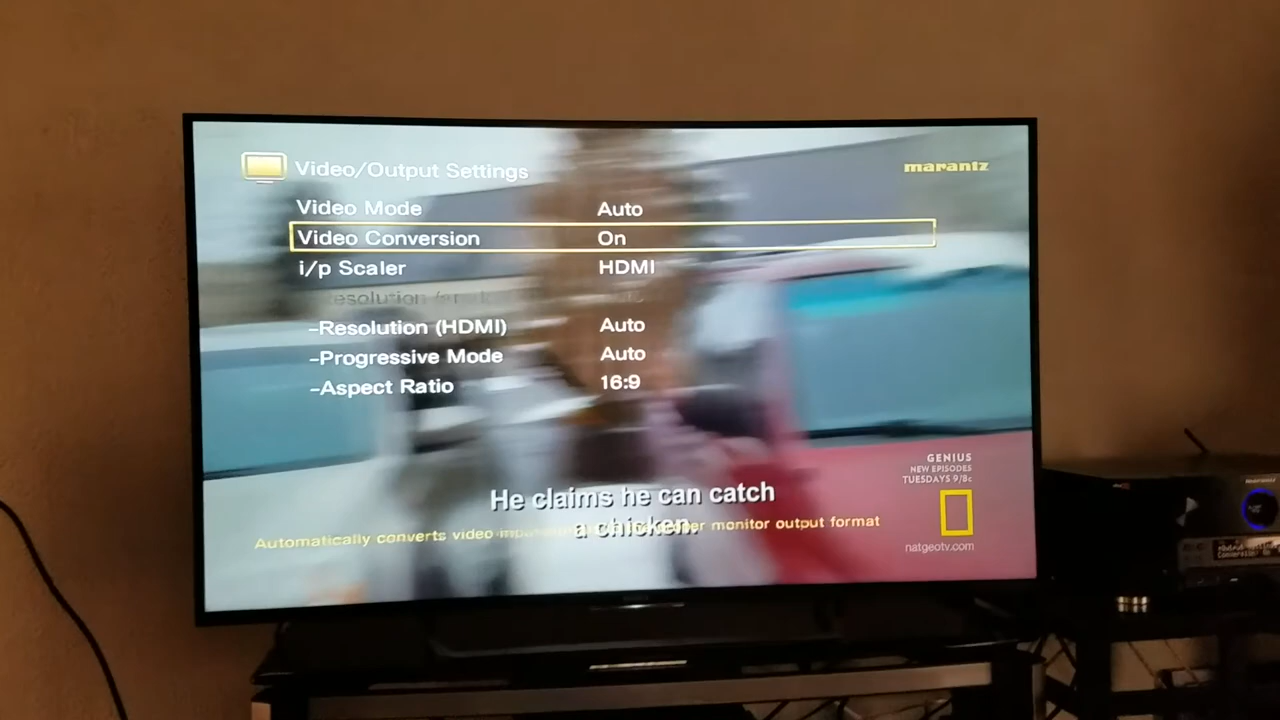 Video/Output Settings
marantz
Video Mode Auto
Video Conversion On
i/p Scaler HDMI
-Resolution (HDMI) Auto
-Progressive Mode Auto
-Aspect Ratio 16:9
GENIUS
NEW EPISODES
TUESDAYS 9/8c
He claims he can catch
a chicken.
Automatically converts video monitor output format
natgeotv.com